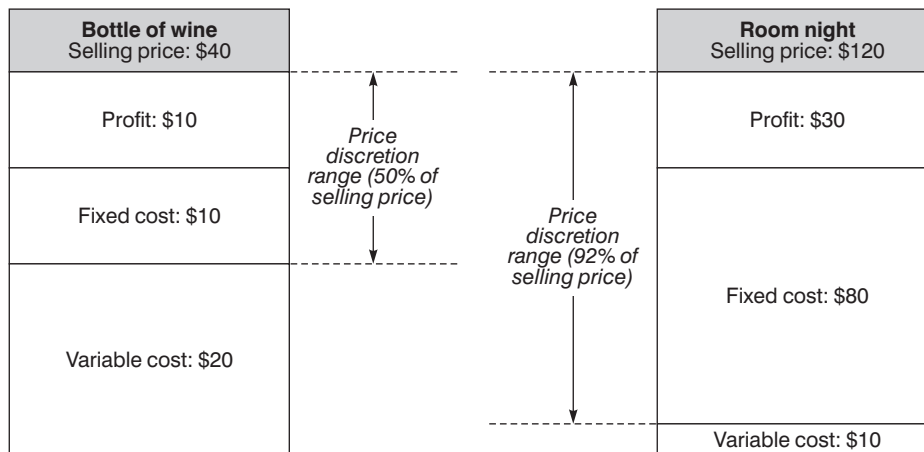 Bottle of wine
Selling price: $40
Profit: $10
Fixed cost: $10
Variable cost: $20
Price
discretion
range (50% of
selling price)
Price
discretion
range (92% of
selling price)
Room night
Selling price: $120
Profit: $30
Fixed cost: $80
Variable cost: $10